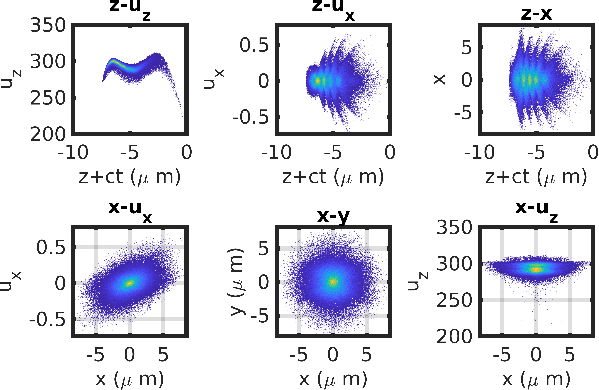 z-u_z
z-u_x
z-x
u_z
350
300
250
200
-10
-5
0
z+ct (μ m)
u_x
0.5
0
-0.5
-10
-5
0
z+ct (μ m)
x
5
0
-5
-10
-5
0
z+ct (μ m)
x-u_x
x-y
x-u_z
u_x
0.5
0
-0.5
-5
0
5
x (μ m)
y (μ m)
5
0
-5
-5
0
5
x (μ m)
u_z
350
300
250
200
-5
0
5
x (μ m)